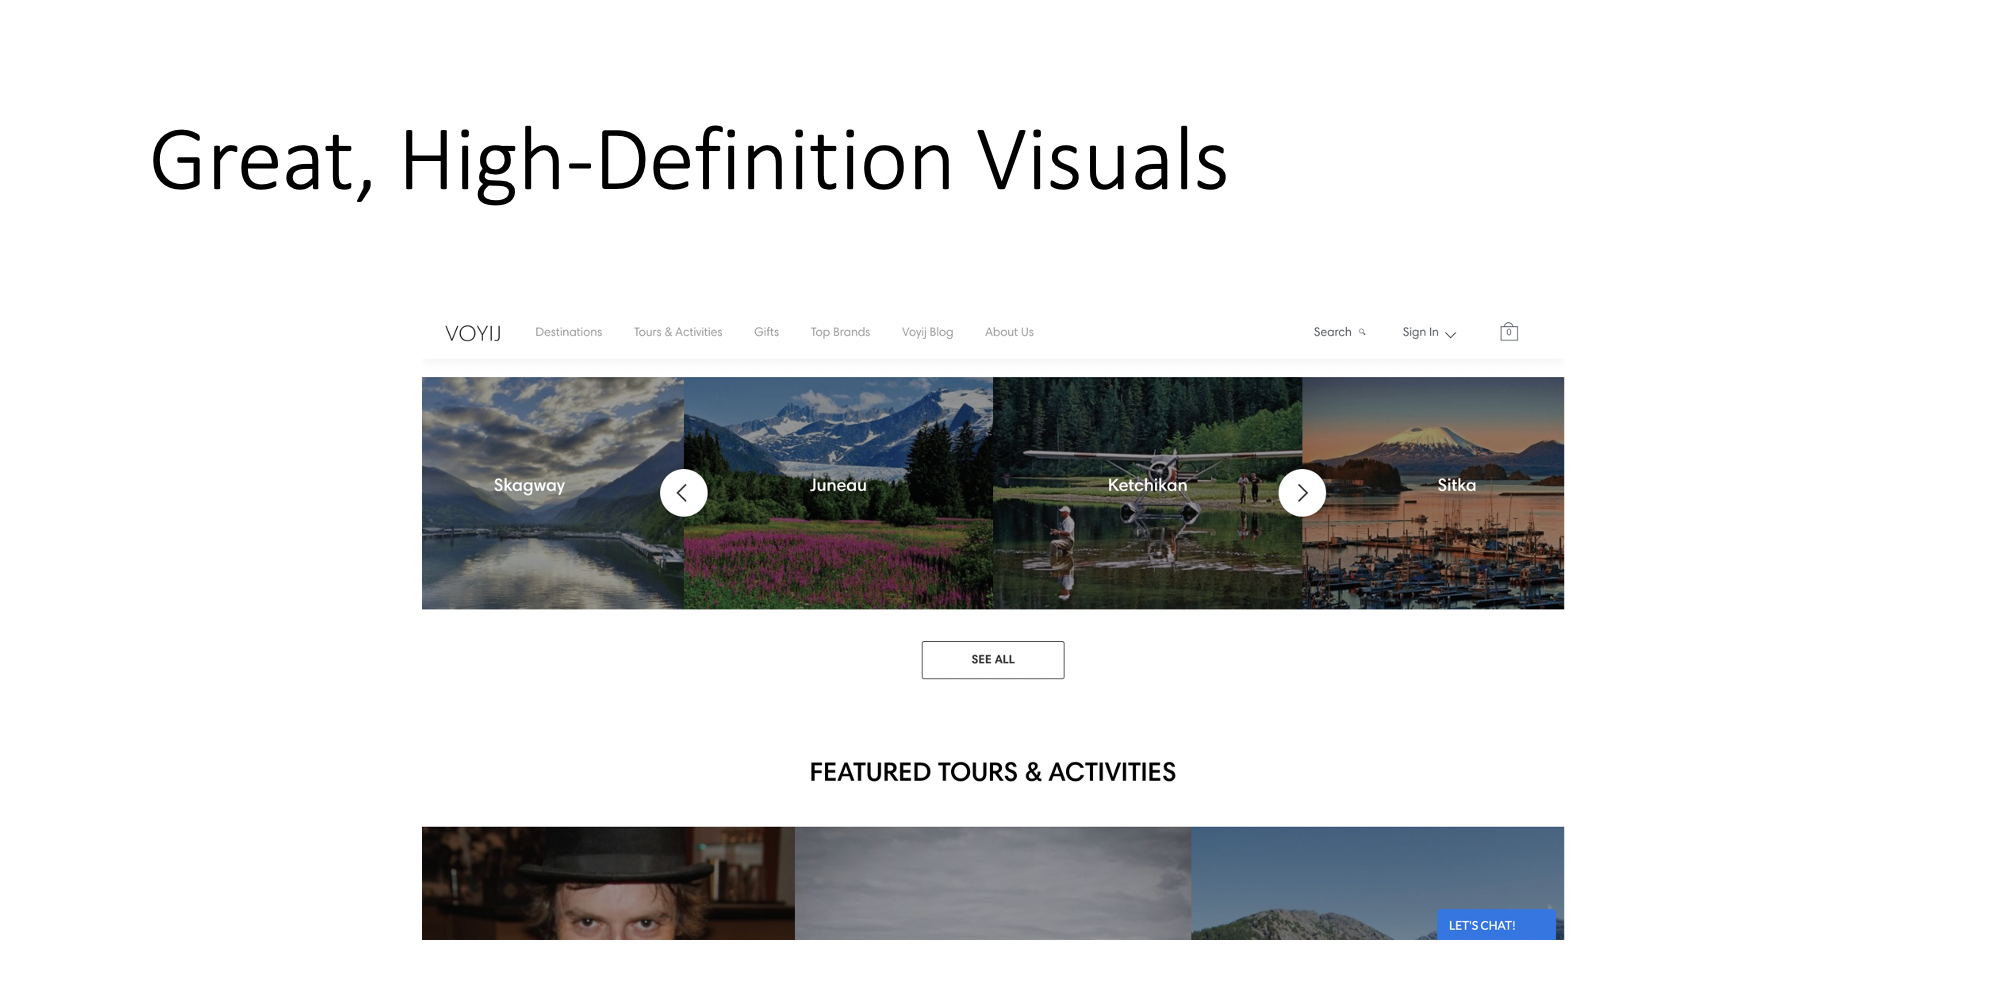 Great, High-Definition Visuals
VOYIJ Destinations Tours & Activities Gifts Top Brands Voyij Blog About Us Search Sign In 0
Skagway Juneau Ketchikan Sitka
SEE ALL
FEATURED TOURS & ACTIVITIES
LET'S CHAT!